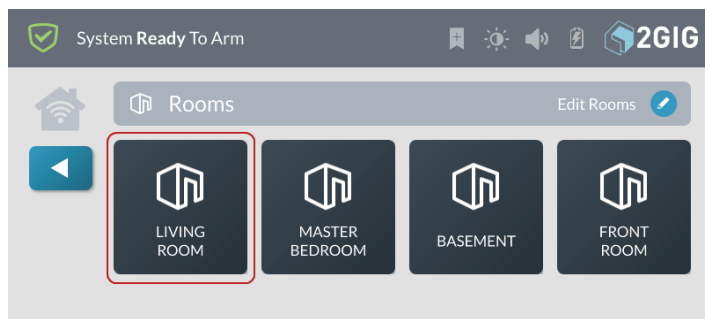 System Ready To Arm
2GIG
Rooms
Edit Rooms
LIVING
ROOM
MASTER
BEDROOM
BASEMENT
FRONT
ROOM